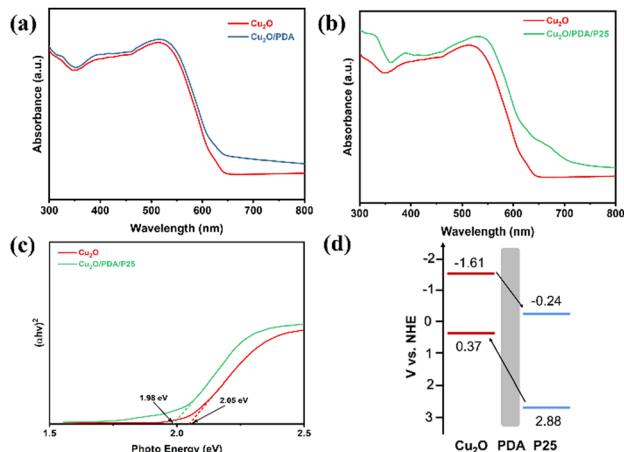 (a)
Cu₂O
Cu₂O/PDA
Absorbance (a.u.)
300 400 500 600 700 800
Wavelength (nm)
(b)
Cu₂O
Cu₂O/PDA/P25
Absorbance (a.u.)
300 400 500 600 700 800
Wavelength (nm)
(c)
Cu₂O
Cu₂O/PDA/P25
(αhν)²
1.98 eV
2.05 eV
1.5 2.0 2.5
Photo Energy (eV)
(d)
V vs. NHE
-2
-1
0
1
2
3
-1.61
-0.24
0.37
2.88
Cu₂O PDA P25